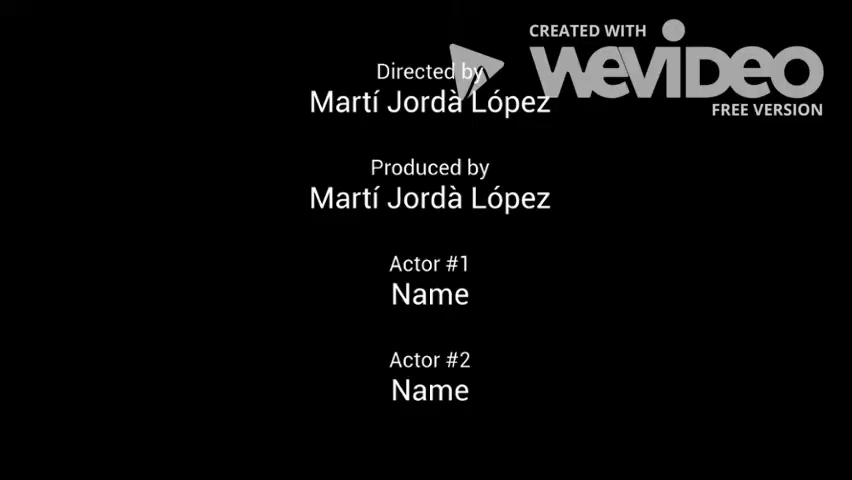 CREATED WITH
WEVIDEO
FREE VERSION
Directed by
Martí Jordà López
Produced by
Martí Jordà López
Actor #1
Name
Actor #2
Name